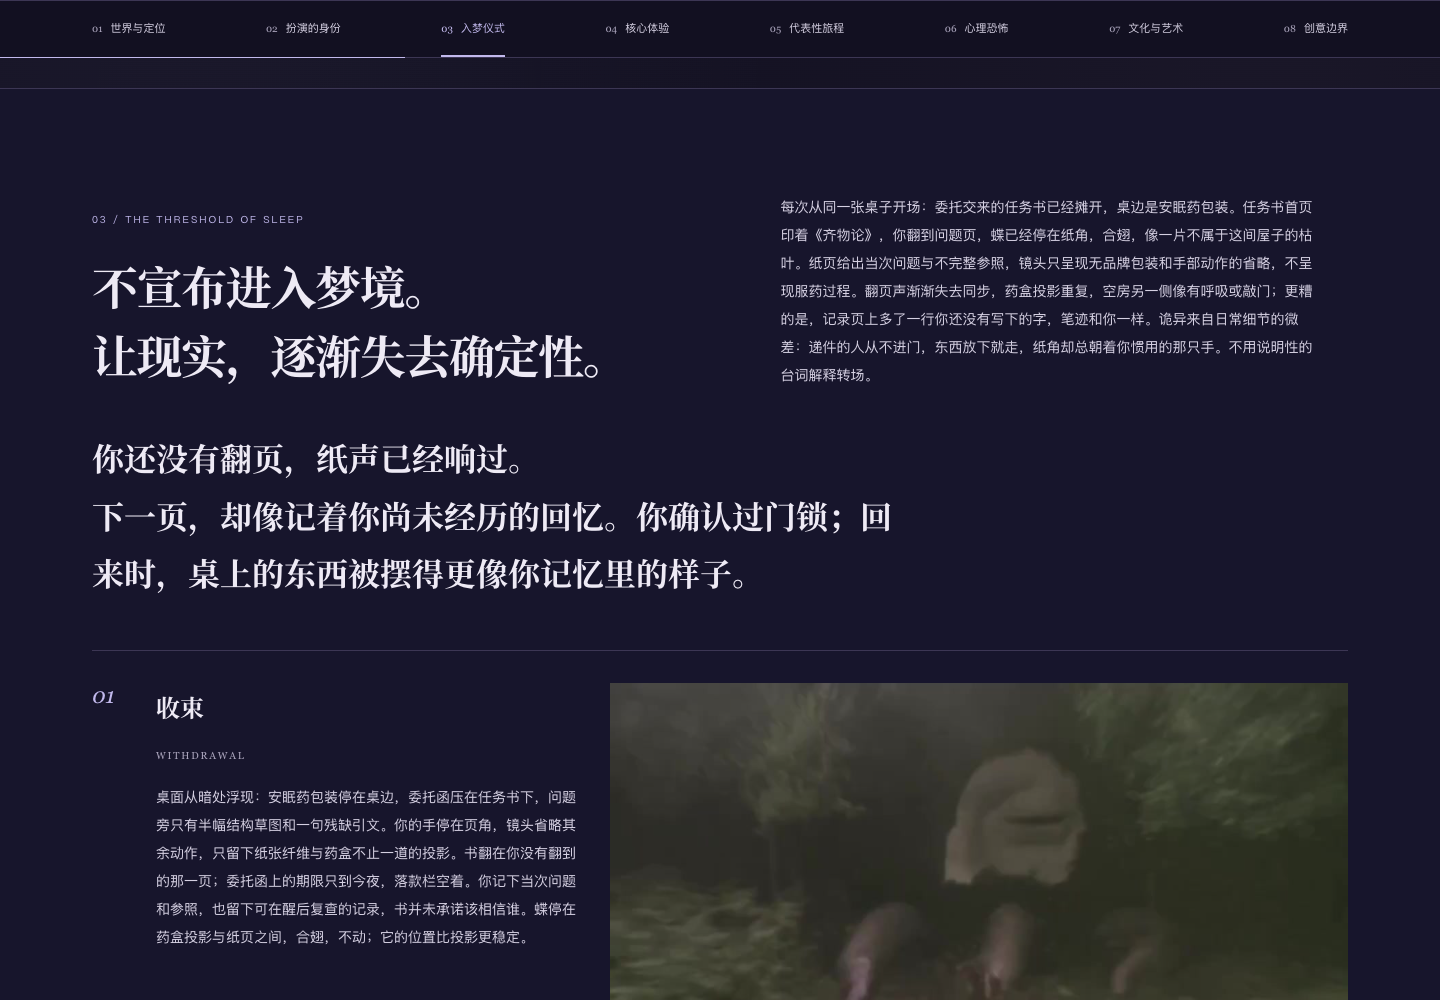 01 世界与定位
02 扮演的身份
03 入梦仪式
04 核心体验
05 代表性旅程
06 心理恐怖
07 文化与艺术
08 创意边界
03 / THE THRESHOLD OF SLEEP
不宣布进入梦境。
让现实，逐渐失去确定性。
每次从同一张桌子开场：委托交来的任务书已经摊开，桌边是安眠药包装。任务书首页
印着《齐物论》，你翻到问题页，蝶已经停在纸角，合翅，像一片不属于这间屋子的枯
叶。纸页给出当次问题与不完整参照，镜头只呈现无品牌包装和手部动作的省略，不呈
现服药过程。翻页声渐渐失去同步，药盒投影重复，空房另一侧像有呼吸或敲门；更糟
的是，记录页上多了一行你还没有写下的字，笔迹和你一样。诡异来自日常细节的微
差：递件的人从不进门，东西放下就走，纸角却总朝着你惯用的那只手。不用说明性的
台词解释转场。
你还没有翻页，纸声已经响过。
下一页，却像记着你尚未经历的回忆。你确认过门锁；回
来时，桌上的东西被摆得更像你记忆里的样子。
01
收束
WITHDRAWAL
桌面从暗处浮现：安眠药包装停在桌边，委托函压在任务书下，问题
旁只有半幅结构草图和一句残缺引文。你的手停在页角，镜头省略其
余动作，只留下纸张纤维与药盒不止一道的投影。书翻在你没有翻到
的那一页；委托函上的期限只到今夜，落款栏空着。你记下当次问题
和参照，也留下可在醒后复查的记录，书并未承诺该相信谁。蝶停在
药盒投影与纸页之间，合翅，不动；它的位置比投影更稳定。